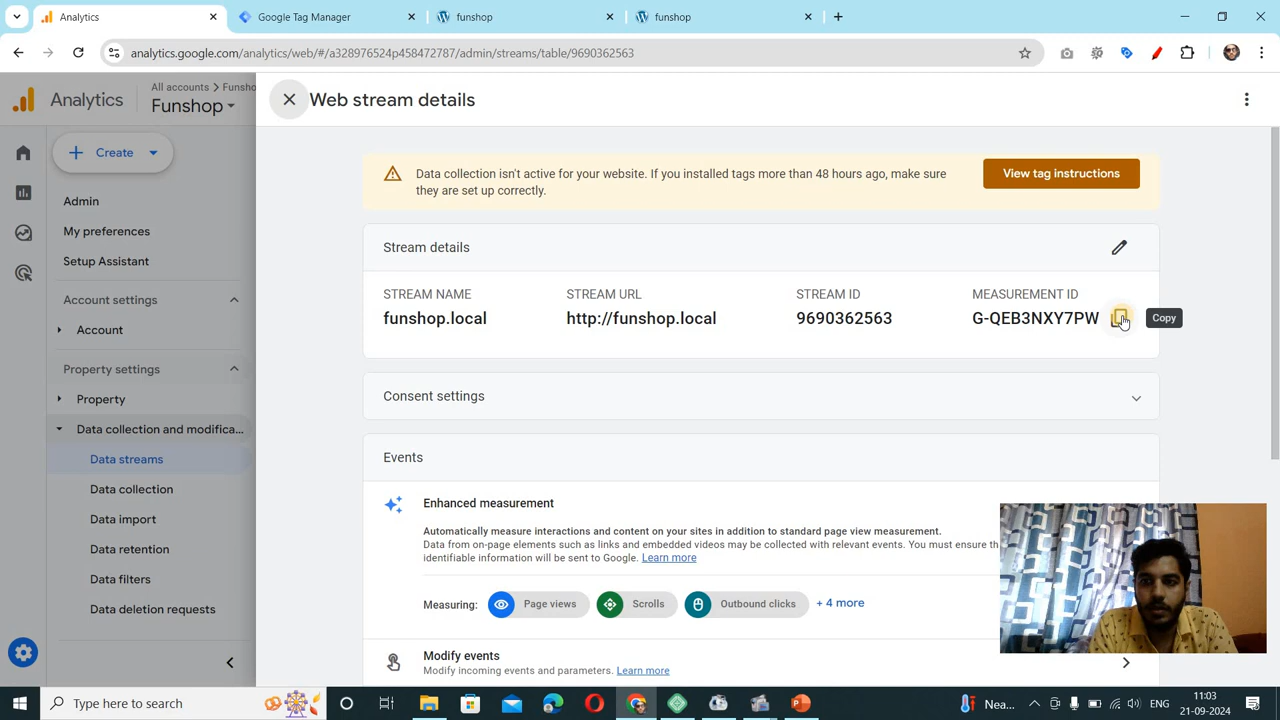 Analytics
Google Tag Manager
funshop
funshop
analytics.google.com/analytics/web/#/a328976524p458472787/admin/streams/table/9690362563
Analytics
All accounts > Funsh
Funshop
Web stream details
Create
Admin
My preferences
Setup Assistant
Account settings
Account
Property settings
Property
Data collection and modifica...
Data streams
Data collection
Data import
Data retention
Data filters
Data deletion requests
Data collection isn't active for your website. If you installed tags more than 48 hours ago, make sure
they are set up correctly.
View tag instructions
Stream details
STREAM NAME
funshop.local
STREAM URL
http://funshop.local
STREAM ID
9690362563
MEASUREMENT ID
G-QEB3NXY7PW
Copy
Consent settings
Events
Enhanced measurement
Automatically measure interactions and content on your sites in addition to standard page view measurement.
Data from on-page elements such as links and embedded videos may be collected with relevant events. You must ensure th
identifiable information will be sent to Google. Learn more
Measuring:
Page views
Scrolls
Outbound clicks
+ 4 more
Modify events
Modify incoming events and parameters. Learn more
Type here to search
Nea...
ENG
11:03
21-09-2024